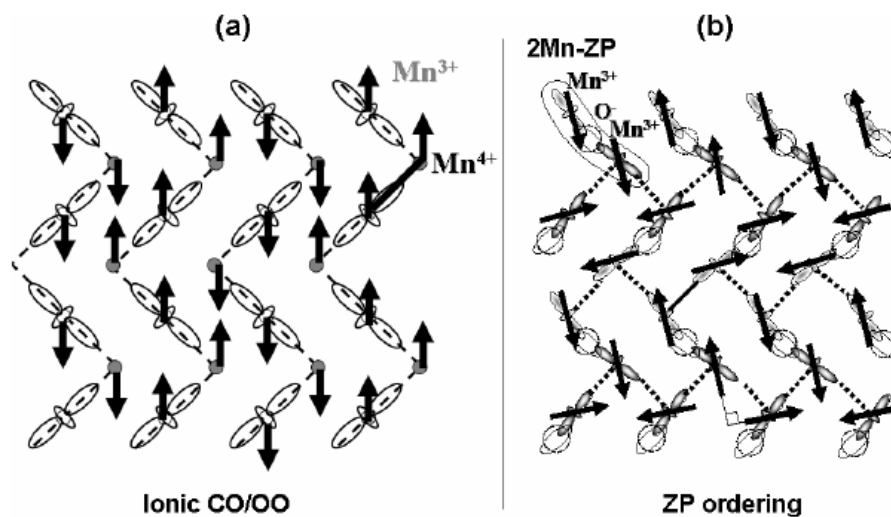 (a)
Mn3+
Mn4+
Ionic CO/OO
(b)
2Mn-ZP
Mn3+
O-
Mn3+
ZP ordering